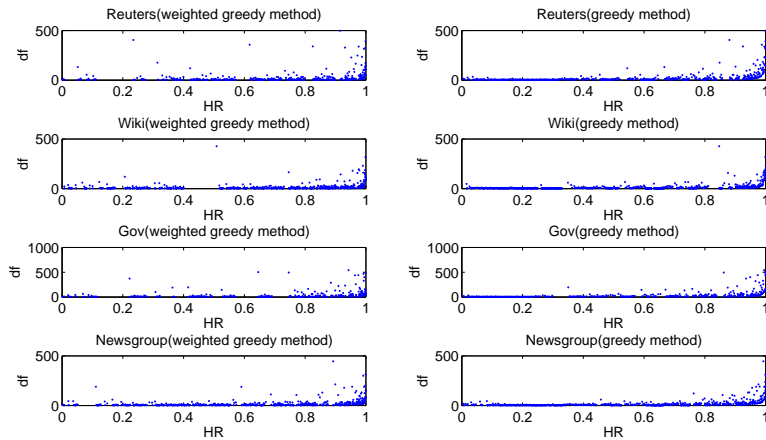 Reuters(weighted greedy method)
500
df
0
0 0.2 0.4 0.6 0.8 1
HR
Reuters(greedy method)
500
df
0
0 0.2 0.4 0.6 0.8 1
HR
Wiki(weighted greedy method)
500
df
0
0 0.2 0.4 0.6 0.8 1
HR
Wiki(greedy method)
500
df
0
0 0.2 0.4 0.6 0.8 1
HR
Gov(weighted greedy method)
1000
500
df
0
0 0.2 0.4 0.6 0.8 1
HR
Gov(greedy method)
1000
500
df
0
0 0.2 0.4 0.6 0.8 1
HR
Newsgroup(weighted greedy method)
500
df
0
0 0.2 0.4 0.6 0.8 1
HR
Newsgroup(greedy method)
500
df
0
0 0.2 0.4 0.6 0.8 1
HR